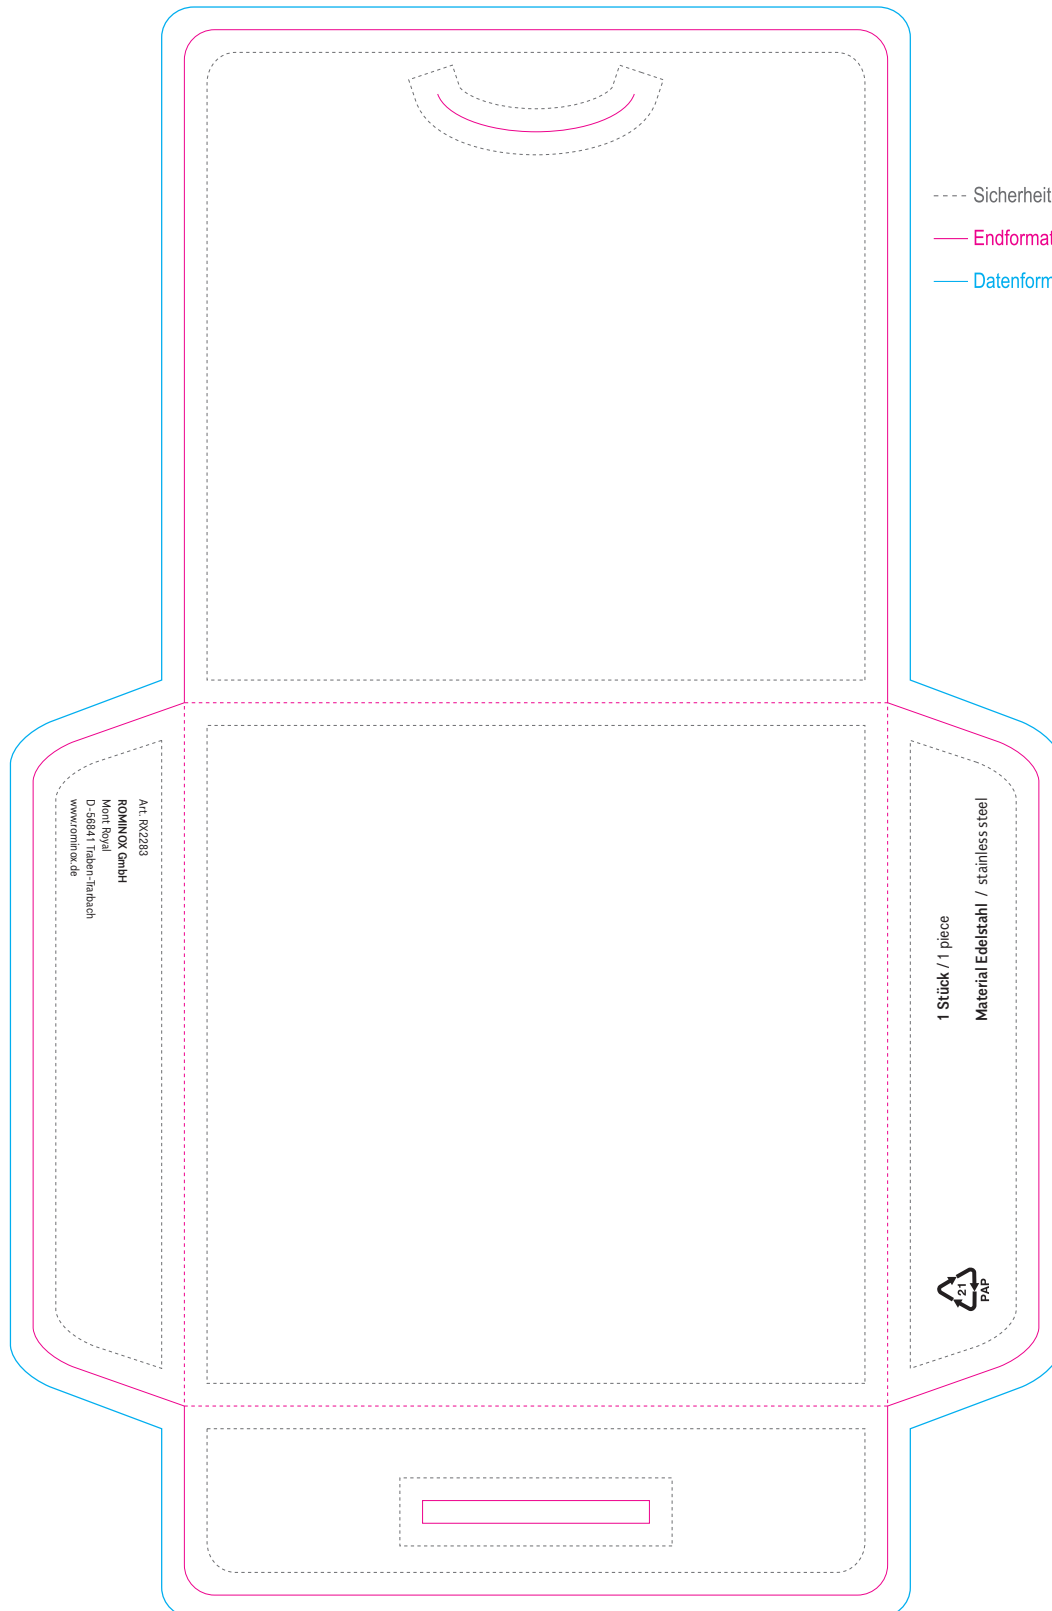 Sicherheit
Endformat
Datenform
Art. RX2283
ROMINOX GmbH
Mont Royal
D-56841 Traben-Trarbach
www.rominox.de
1 Stück / 1 piece
Material Edelstahl / stainless steel
21
PAP